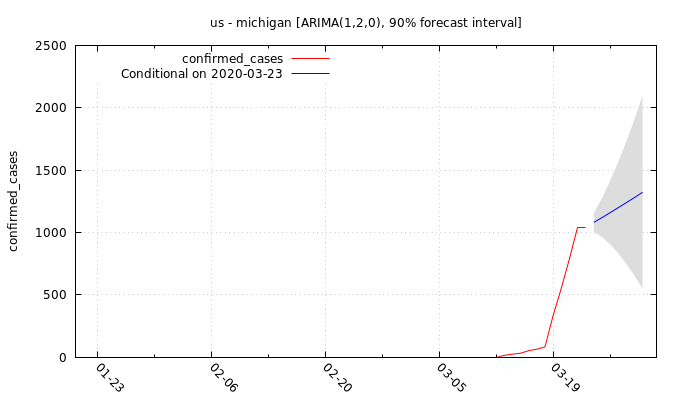 us - michigan [ARIMA(1,2,0), 90% forecast interval]
confirmed_cases
Conditional on 2020-03-23
confirmed_cases
2500
2000
1500
1000
500
0
01-23
02-06
02-20
03-05
03-19